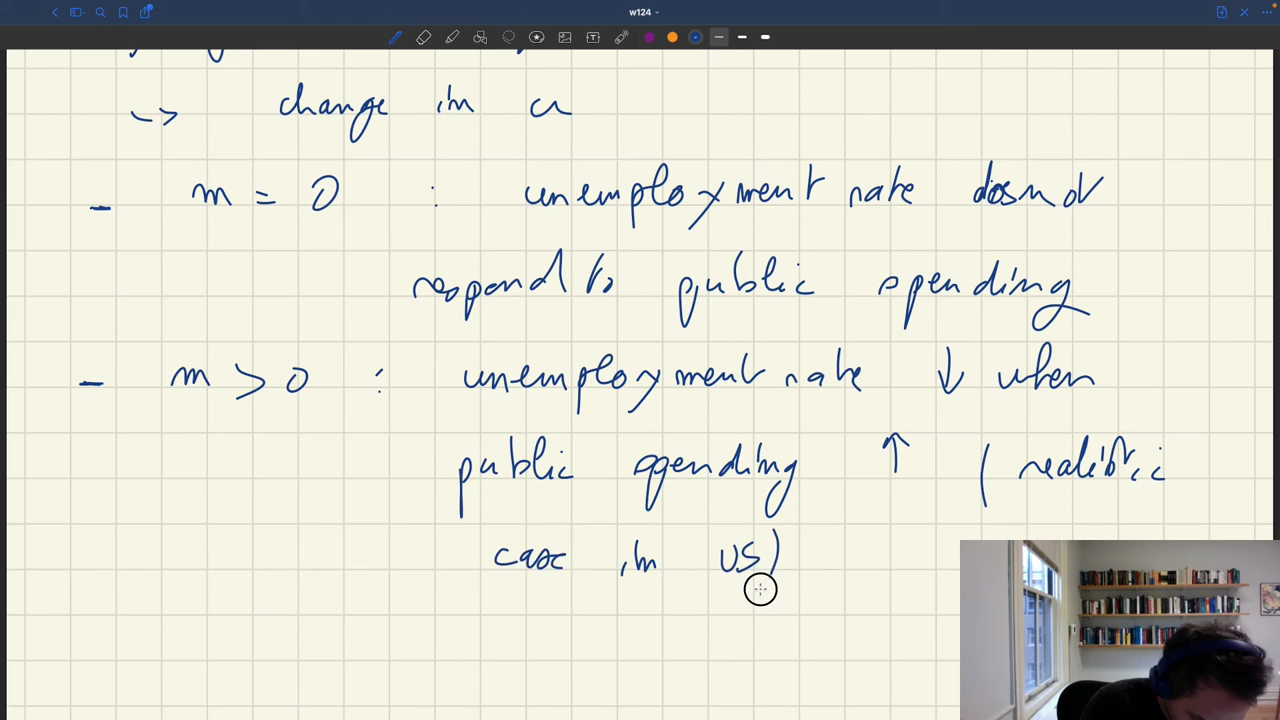 w124
↳ change in u
- m = 0 : unemployment rate does not
respond to public spending
- m > 0 : unemployment rate ↓ when
public spending ↑ (realistic
case in US)